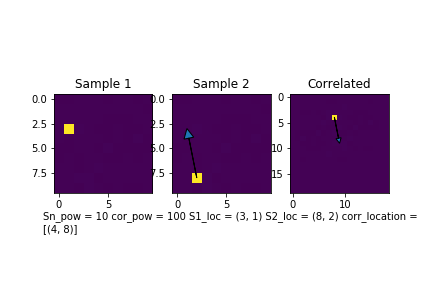 Sample 1 Sample 2 Correlated
0.0 2.5 5.0 7.5
0 5
0.0 2.5 5.0 7.5
0 5
0 5 10 15
0 10
Sn_pow = 10 cor_pow = 100 S1_loc = (3, 1) S2_loc = (8, 2) corr_location =
[(4, 8)]